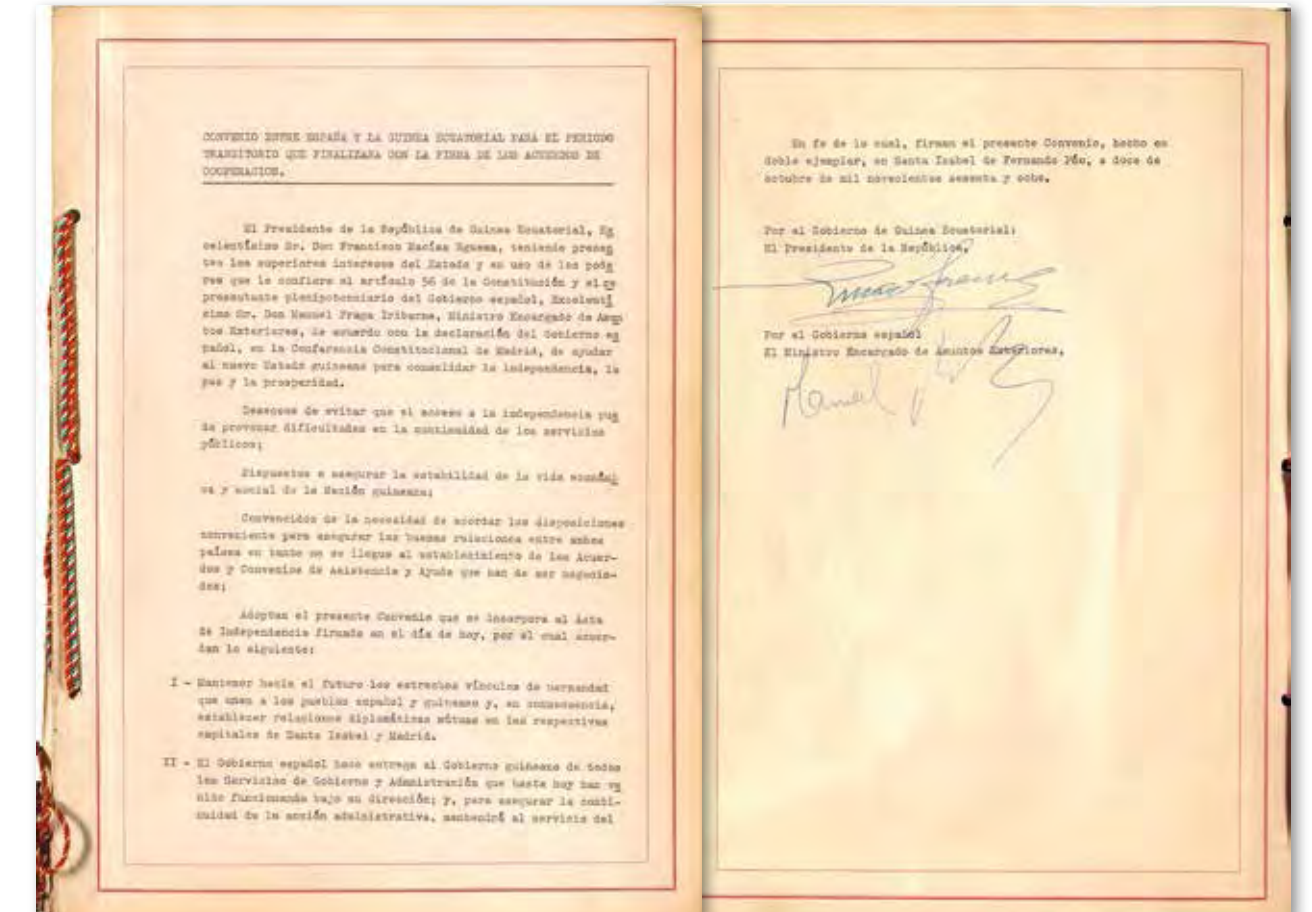 CONVENIO ENTRE ESPAÑA Y LA GUINEA ECUATORIAL PARA EL PERIODO
TRANSITORIO QUE FINALIZARA CON LA FIRMA DE LOS ACUERDOS DE
COOPERACION.
El Presidente de la República de Guinea Ecuatorial, Ex
celentísimo Sr. Don Francisco Macías Nguema, teniendo presen
tes los superiores intereses del Estado y en uso de los pode
res que le confiere el artículo 56 de la Constitución y el re
presentante plenipotenciario del Gobierno español, Excelentí
simo Sr. Don Manuel Fraga Iribarne, Ministro Encargado de Asun
tos Exteriores, de acuerdo con la declaración del Gobierno es
pañol, en la Conferencia Constitucional de Madrid, de ayudar
al nuevo Estado guineano para consolidar la independencia, la
paz y la prosperidad.
Deseosos de evitar que el acceso a la independencia pue
da provocar dificultades en la continuidad de los servicios
públicos;
Dispuestos a asegurar la estabilidad de la vida económi
ca y social de la Nación guineana;
Convencidos de la necesidad de acordar las disposiciones
conveniente para asegurar las buenas relaciones entre ambos
países en tanto no se llegue al establecimiento de los Acuer-
dos y Convenios de Asistencia y Ayuda que han de ser negocia-
dos;
Adoptan el presente Convenio que se incorpora al Acta
de Independencia firmada en el día de hoy, por el cual acuer-
dan lo siguiente:
I - Mantener hacia el futuro los estrechos vínculos de hermandad
que unen a los pueblos español y guineano y, en consecuencia,
establecer relaciones diplomáticas mútuas en las respectivas
capitales de Santa Isabel y Madrid.
II - El Gobierno español hace entrega al Gobierno guineano de todos
los Servicios de Gobierno y Administración que hasta hoy han ve
nido funcionando bajo su dirección; y, para asegurar la conti-
nuidad de la acción administrativa, mantendrá al servicio del
En fe de lo cual, firman el presente Convenio, hecho en
doble ejemplar, en Santa Isabel de Fernando Póo, a doce de
octubre de mil novecientos sesenta y ocho.
Por el Gobierno de Guinea Ecuatorial:
El Presidente de la República,
Por el Gobierno español
El Ministro Encargado de Asuntos Exteriores,
Manuel